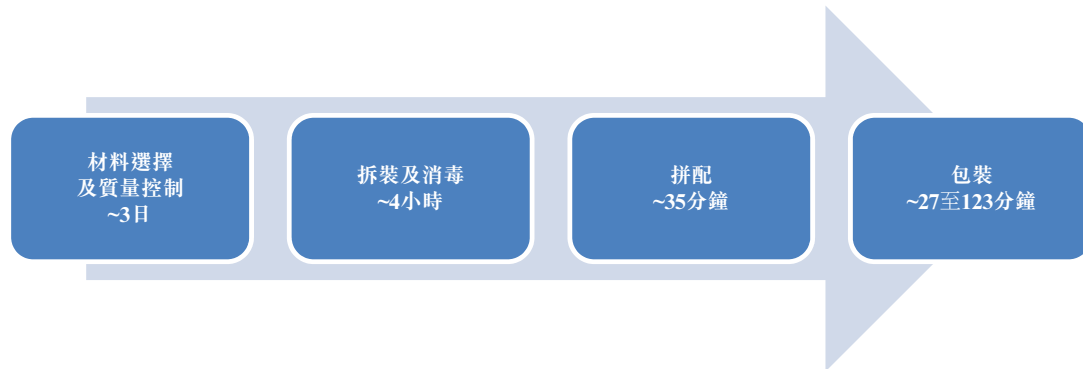 材料選擇
及質量控制
~3日
拆裝及消毒
~4小時
拼配
~35分鐘
包裝
~27至123分鐘